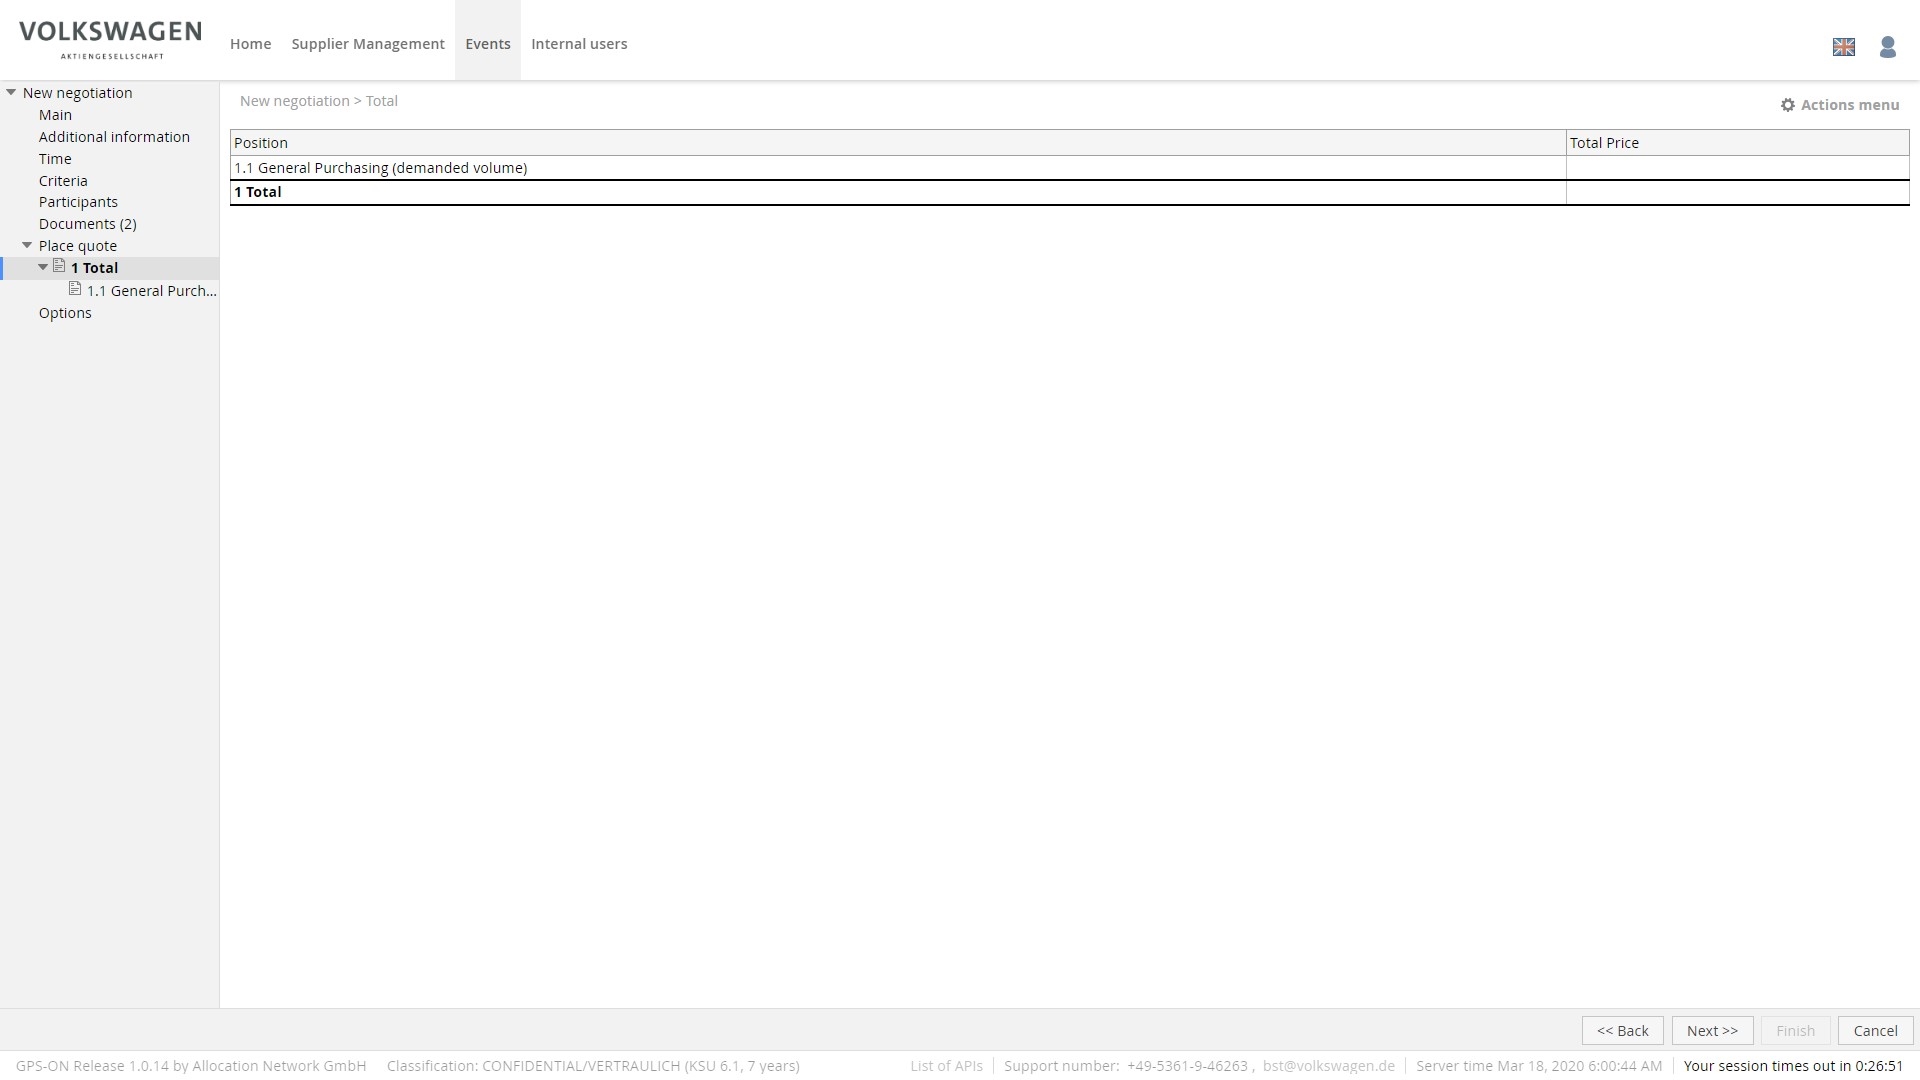 VOLKSWAGEN
AKTIENGESELLSCHAFT
Home Supplier Management Events Internal users
New negotiation
Main
Additional information
Time
Criteria
Participants
Documents (2)
Place quote
1 Total
1.1 General Purch...
Options
New negotiation > Total
Actions menu
Position Total Price
1.1 General Purchasing (demanded volume)
1 Total
<< Back Next >> Finish Cancel
GPS-ON Release 1.0.14 by Allocation Network GmbH Classification: CONFIDENTIAL/VERTRAULICH (KSU 6.1, 7 years) List of APIs Support number: +49-5361-9-46263 , bst@volkswagen.de Server time Mar 18, 2020 6:00:44 AM Your session times out in 0:26:51